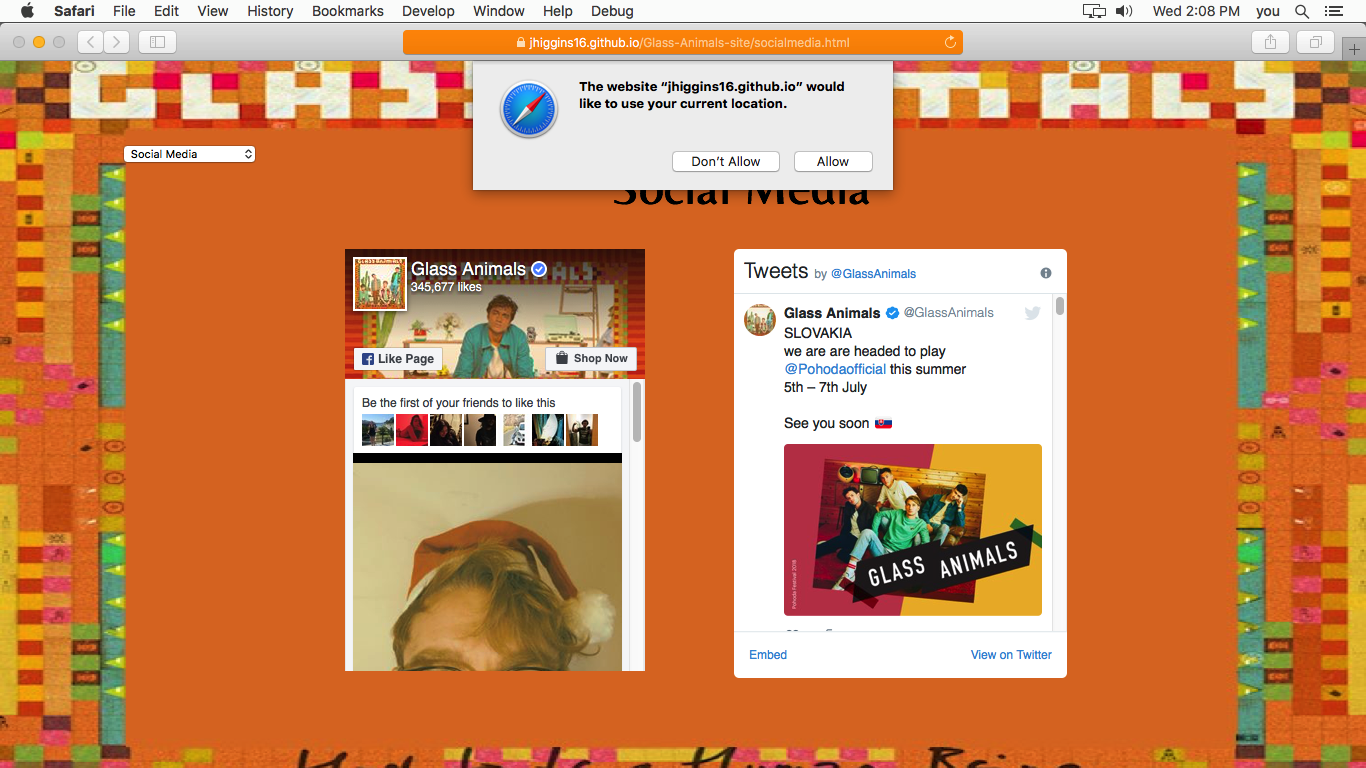 Safari File Edit View History Bookmarks Develop Window Help Debug Wed 2:08 PM you
jhiggins16.github.io/Glass-Animals-site/socialmedia.html
The website “jhiggins16.github.io” would
like to use your current location.
Don’t Allow Allow
Social Media
Social Media
Glass Animals
345,677 likes
Like Page Shop Now
Be the first of your friends to like this
Tweets by @GlassAnimals
Glass Animals @GlassAnimals
SLOVAKIA
we are are headed to play
@Pohodaofficial this summer
5th – 7th July
See you soon
GLASS ANIMALS
Pohoda Festival 2018
Embed View on Twitter